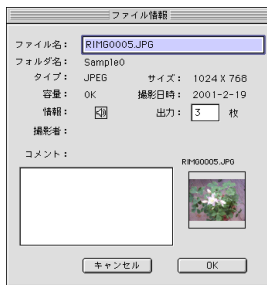 ファイル情報
ファイル名： RIMG0005.JPG
フォルダ名： Sample0
タイプ： JPEG サイズ： 1024 X 768
容量： 0K 撮影日時： 2001-2-19
情報： 出力： 3 枚
撮影者：
コメント：
RIMG0005.JPG
キャンセル OK